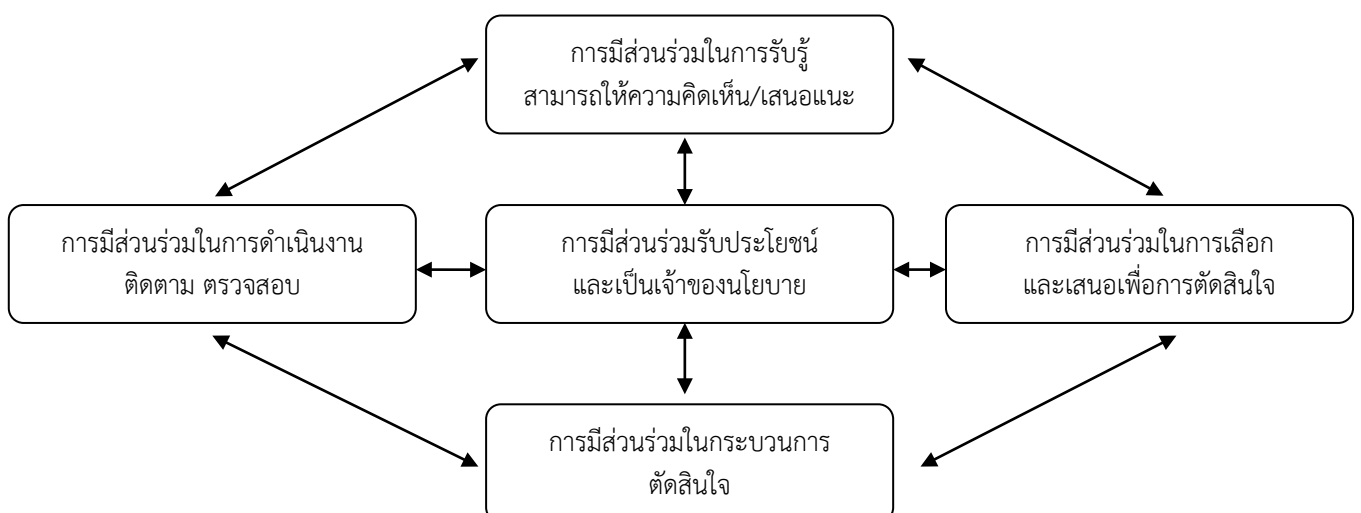 การมีส่วนร่วมในการรับรู้
สามารถให้ความคิดเห็น/เสนอแนะ
การมีส่วนร่วมในการดำเนินงาน
ติดตาม ตรวจสอบ
การมีส่วนร่วมรับประโยชน์
และเป็นเจ้าของนโยบาย
การมีส่วนร่วมในการเลือก
และเสนอเพื่อการตัดสินใจ
การมีส่วนร่วมในกระบวนการ
ตัดสินใจ